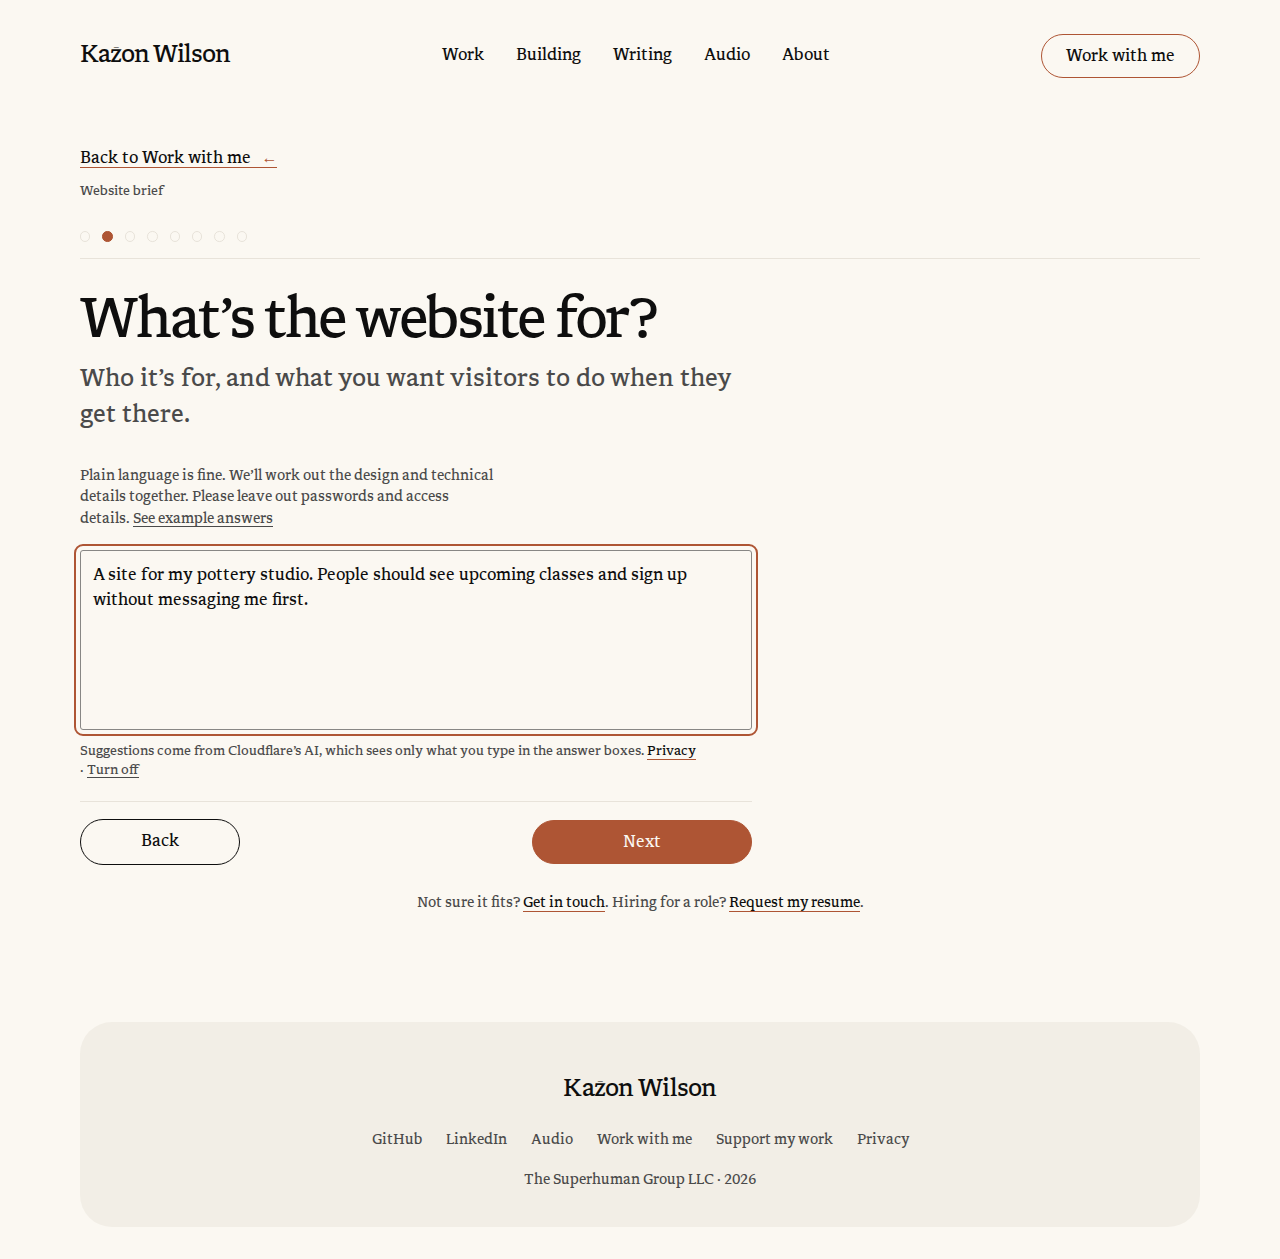 Kažon Wilson
Work Building Writing Audio About
Work with me
Back to Work with me ←
Website brief
What’s the website for?
Who it’s for, and what you want visitors to do when they
get there.
Plain language is fine. We’ll work out the design and technical
details together. Please leave out passwords and access
details. See example answers
A site for my pottery studio. People should see upcoming classes and sign up
without messaging me first.
Suggestions come from Cloudflare’s AI, which sees only what you type in the answer boxes. Privacy
· Turn off
Back
Next
Not sure it fits? Get in touch. Hiring for a role? Request my resume.
Kažon Wilson
GitHub LinkedIn Audio Work with me Support my work Privacy
The Superhuman Group LLC · 2026